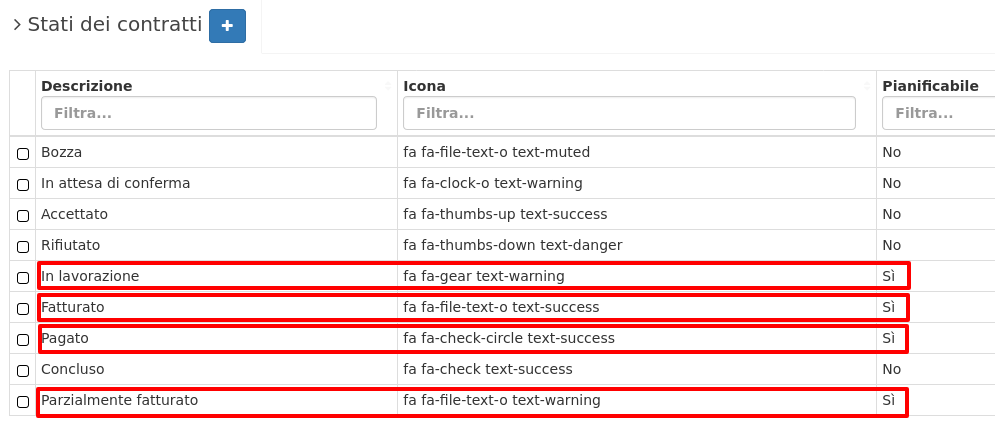 Stati dei contratti +
Descrizione Icona Pianificabile
Filtra... Filtra... Filtra...
Bozza fa fa-file-text-o text-muted No
In attesa di conferma fa fa-clock-o text-warning No
Accettato fa fa-thumbs-up text-success No
Rifiutato fa fa-thumbs-down text-danger No
In lavorazione fa fa-gear text-warning Sì
Fatturato fa fa-file-text-o text-success Sì
Pagato fa fa-check-circle text-success Sì
Concluso fa fa-check text-success No
Parzialmente fatturato fa fa-file-text-o text-warning Sì